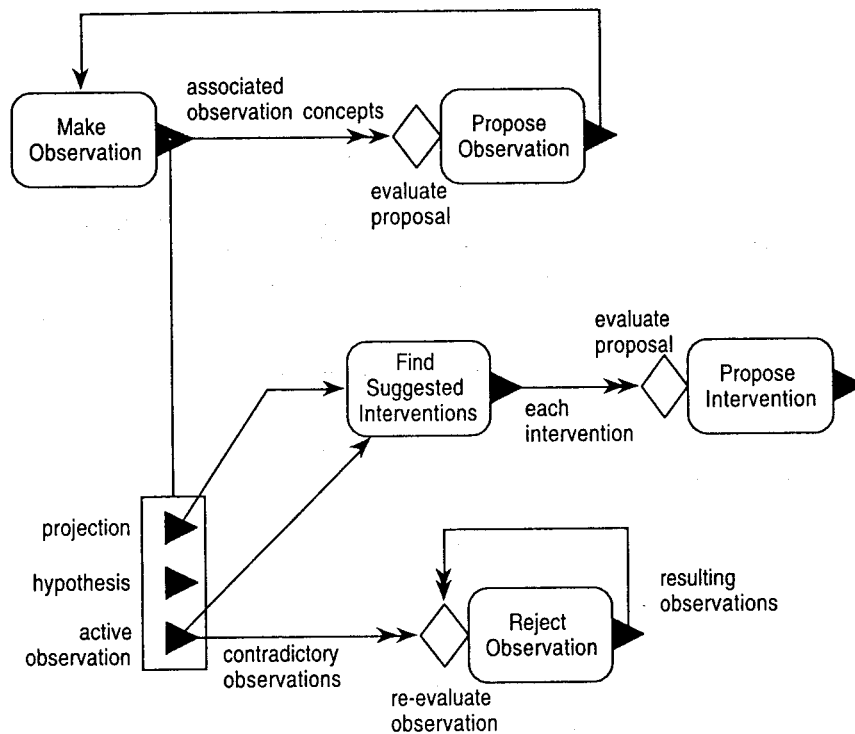 associated
observation concepts
Make
Observation
Propose
Observation
evaluate
proposal
evaluate
proposal
Find
Suggested
Interventions
Propose
Intervention
each
intervention
projection
hypothesis
active
observation
contradictory
observations
Reject
Observation
resulting
observations
re-evaluate
observation